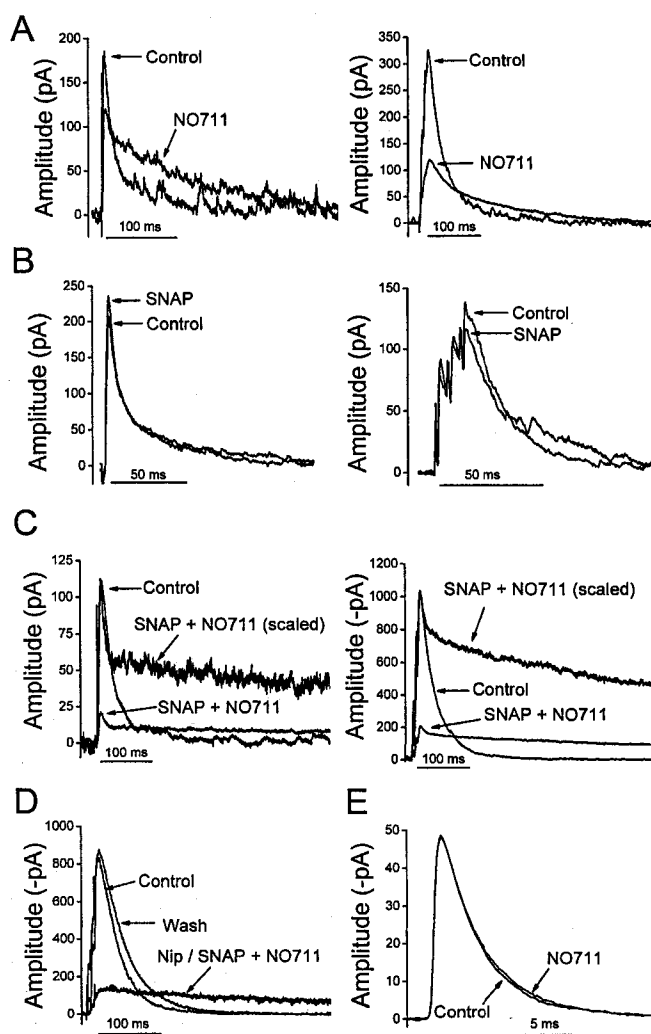 A
Amplitude (pA)
200
150
100
50
0
Control
NO711
100 ms
Amplitude (pA)
350
300
250
200
150
100
50
0
Control
NO711
100 ms
B
Amplitude (pA)
250
200
150
100
50
0
SNAP
Control
50 ms
Amplitude (pA)
150
100
50
0
Control
SNAP
50 ms
C
Amplitude (pA)
125
100
75
50
25
0
Control
SNAP + NO711 (scaled)
SNAP + NO711
100 ms
Amplitude (-pA)
1200
1000
800
600
400
200
0
SNAP + NO711 (scaled)
Control
SNAP + NO711
100 ms
D
Amplitude (-pA)
1000
800
600
400
200
0
Control
Wash
Nip / SNAP + NO711
100 ms
E
Amplitude (-pA)
50
40
30
20
10
0
NO711
Control
5 ms